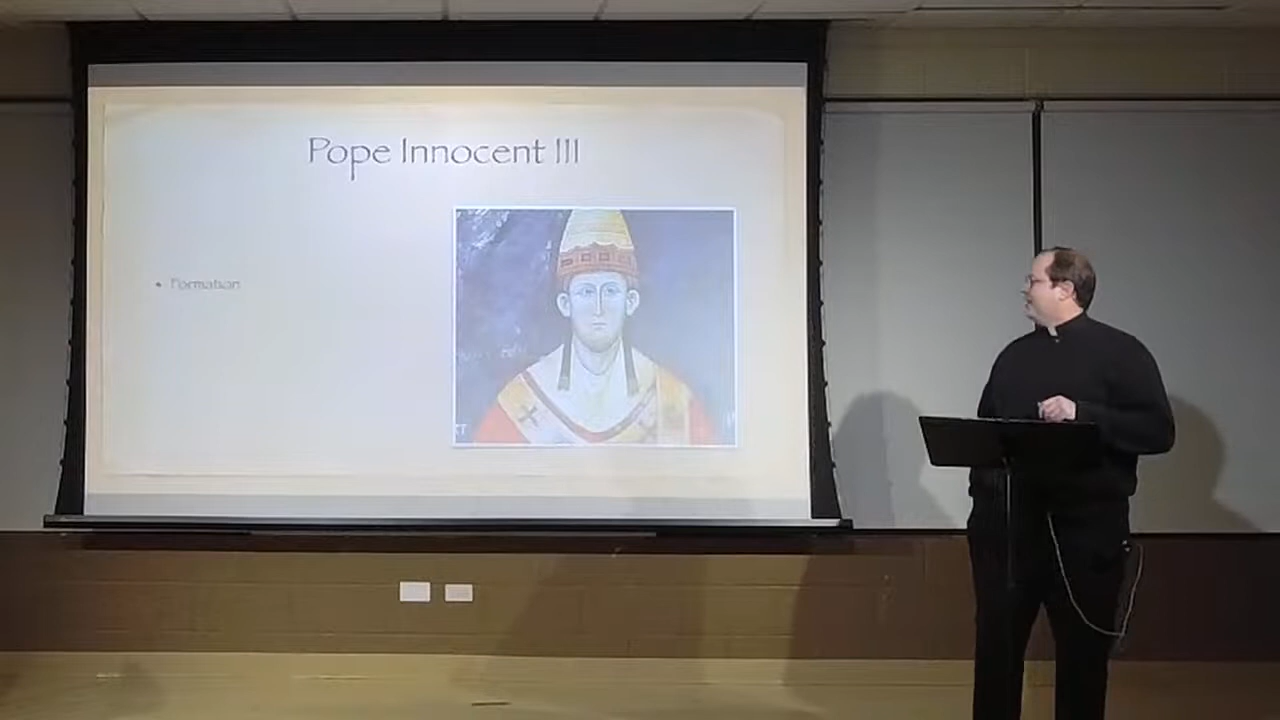 Pope Innocent III
• Formation